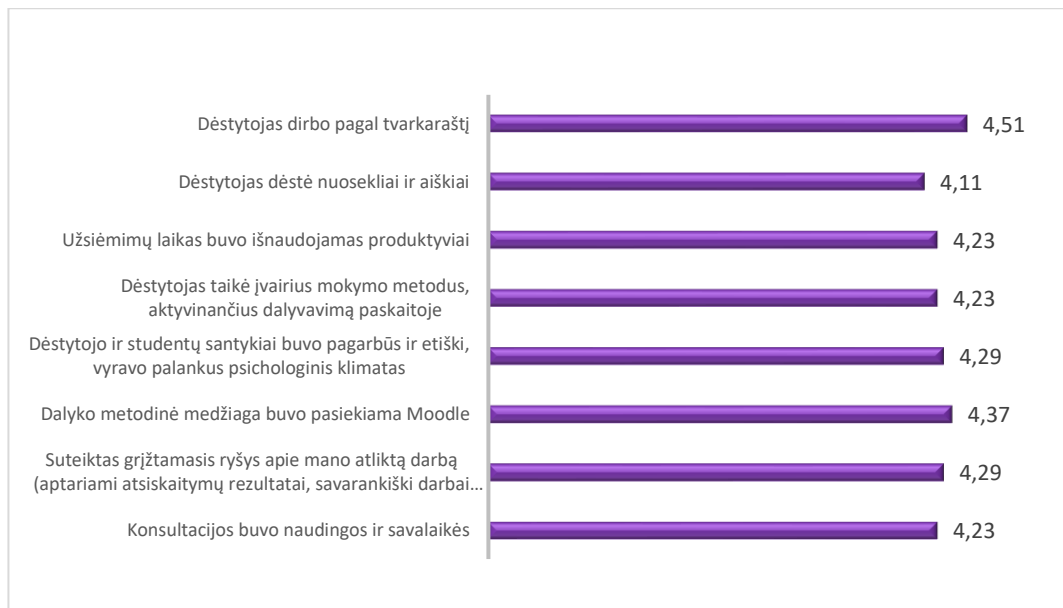 Dėstytojas dirbo pagal tvarkaraštį
4,51
Dėstytojas dėstė nuosekliai ir aiškiai
4,11
Užsiėmimų laikas buvo išnaudojamas produktyviai
4,23
Dėstytojas taikė įvairius mokymo metodus,
aktyvinančius dalyvavimą paskaitoje
4,23
Dėstytojo ir studentų santykiai buvo pagarbūs ir etiški,
vyravo palankus psichologinis klimatas
4,29
Dalyko metodinė medžiaga buvo pasiekiama Moodle
4,37
Suteiktas grįžtamasis ryšys apie mano atliktą darbą
(aptariami atsiskaitymų rezultatai, savarankiški darbai…
4,29
Konsultacijos buvo naudingos ir savalaikės
4,23